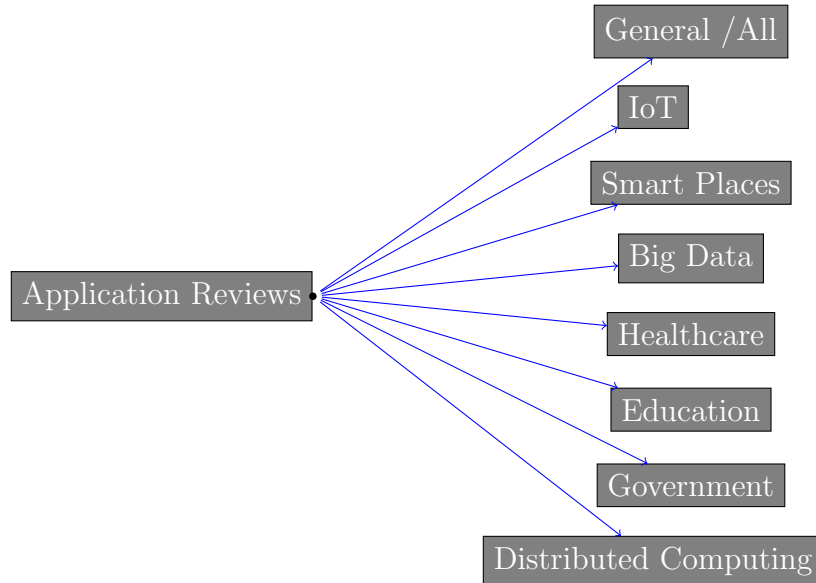 General /All
IoT
Smart Places
Big Data
Application Reviews
Healthcare
Education
Government
Distributed Computing